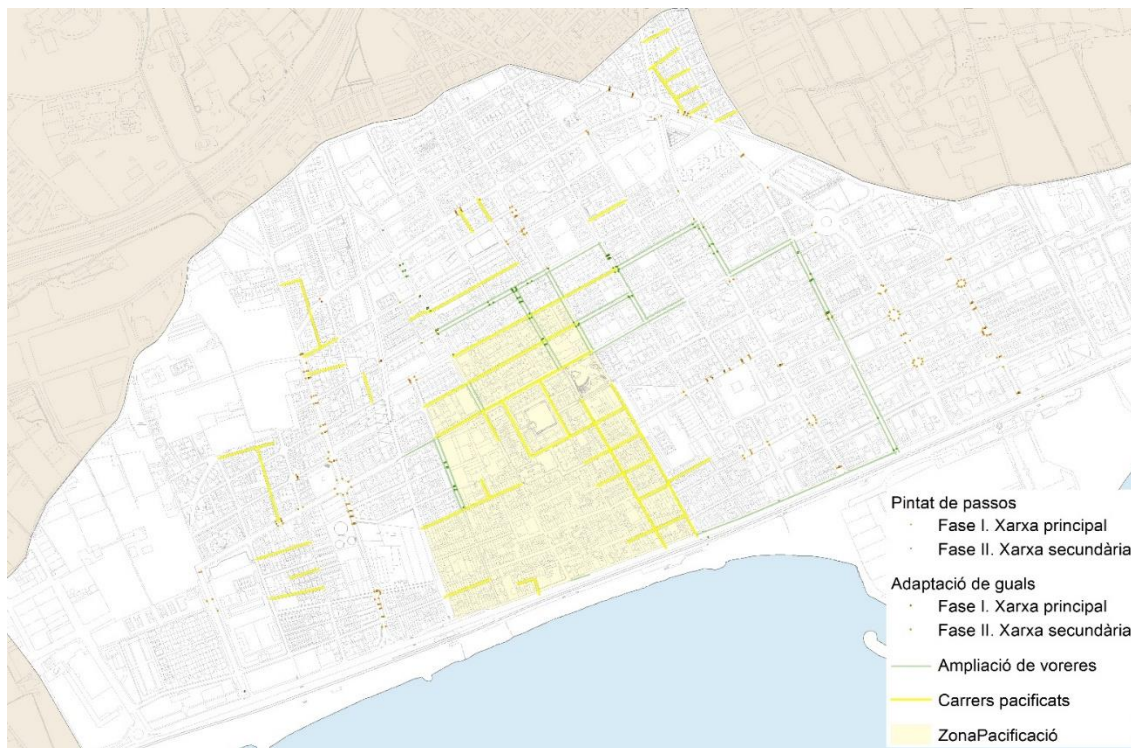 Pintat de passos
Fase I. Xarxa principal
Fase II. Xarxa secundària
Adaptació de guals
Fase I. Xarxa principal
Fase II. Xarxa secundària
Ampliació de voreres
Carrers pacificats
ZonaPacificació